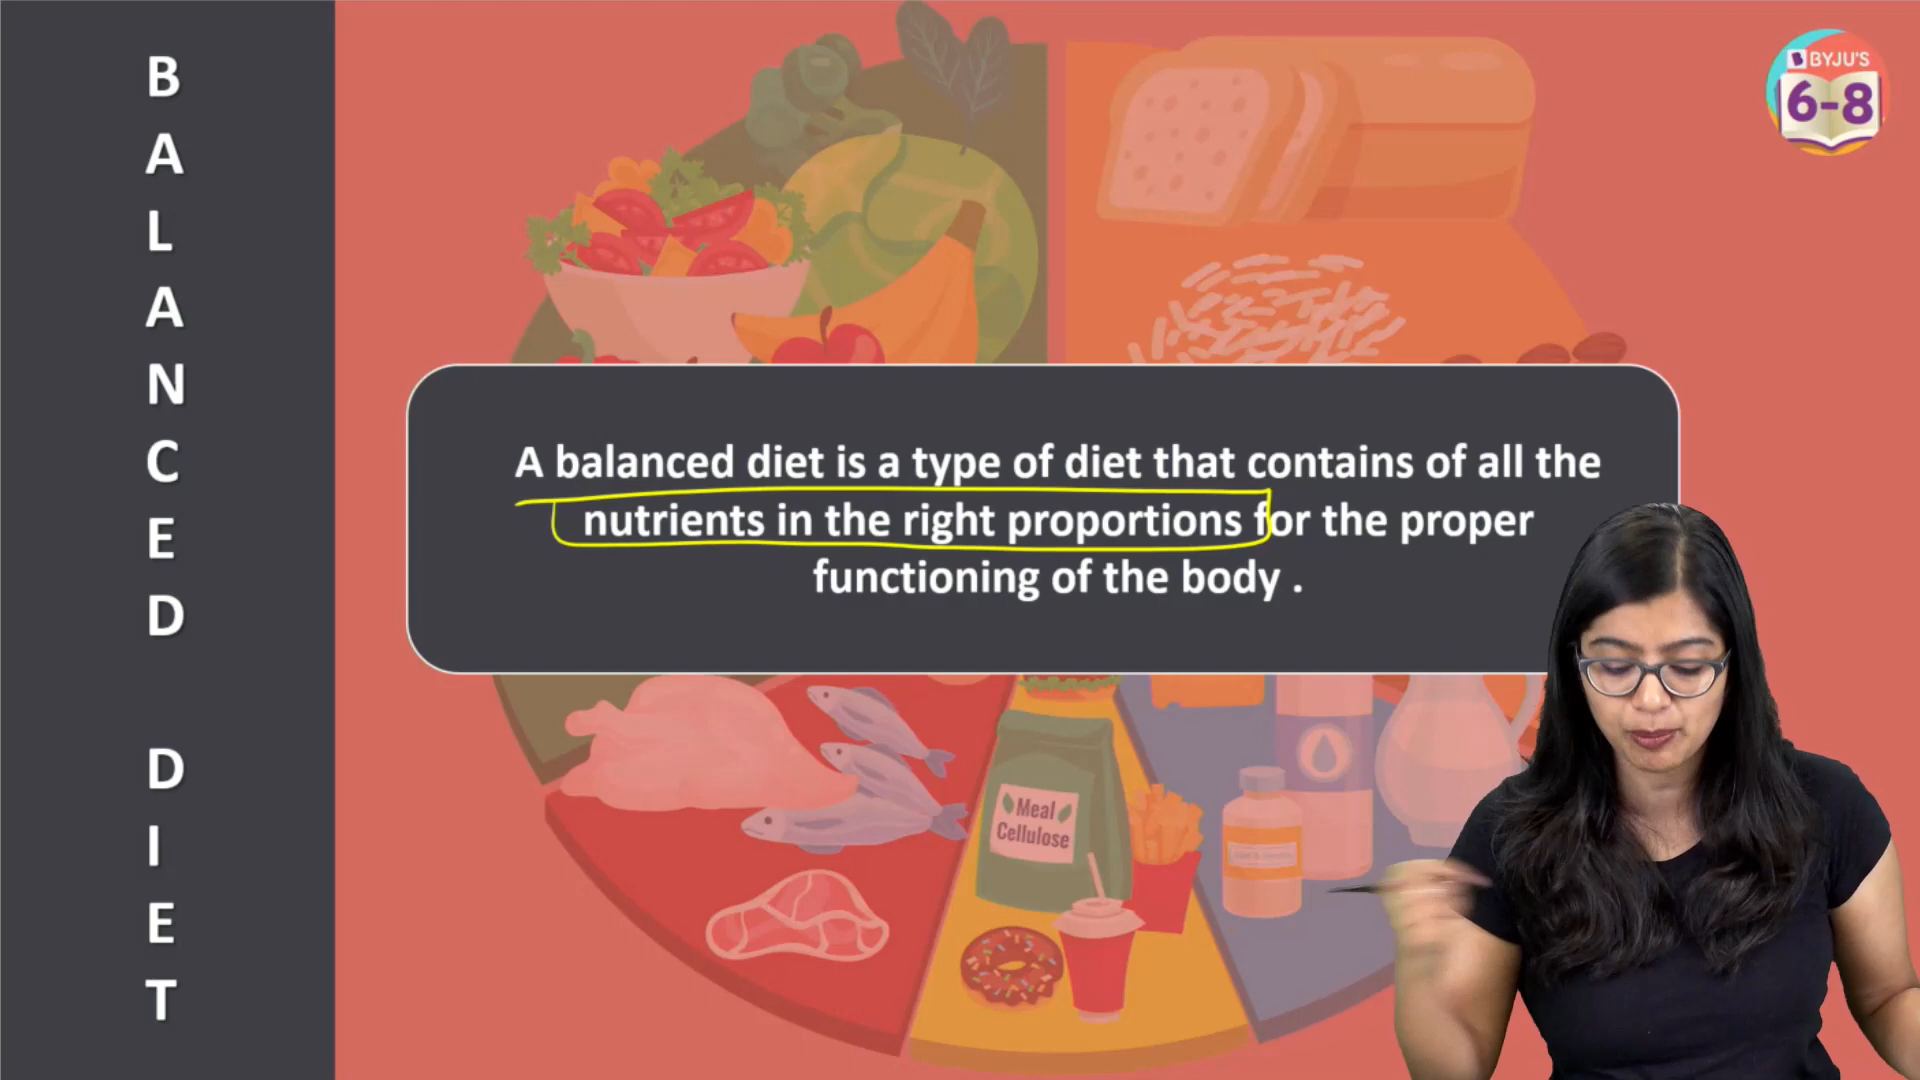 BALANCED
DIET
BYJU'S
6-8
A balanced diet is a type of diet that contains of all the
nutrients in the right proportions for the proper
functioning of the body .
Meal
Cellulose